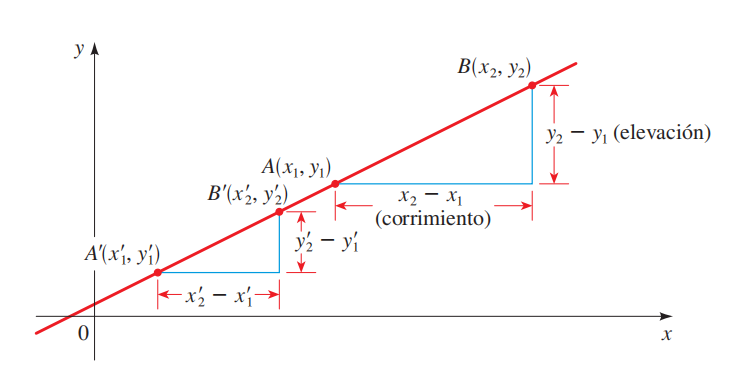 y
B(x₂, y₂)
y₂ − y₁ (elevación)
A(x₁, y₁)
B′(x′₂, y′₂)
x₂ − x₁
(corrimiento)
y′₂ − y′₁
A′(x′₁, y′₁)
x′₂ − x′₁
0
x